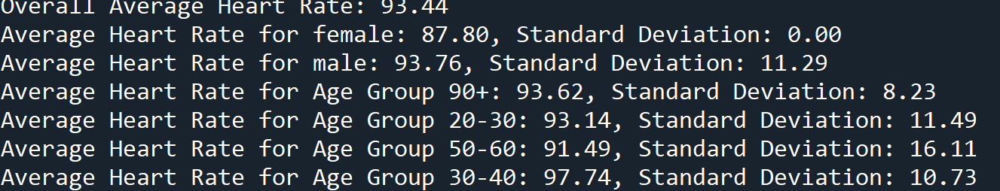 Overall Average Heart Rate: 93.44
Average Heart Rate for female: 87.80, Standard Deviation: 0.00
Average Heart Rate for male: 93.76, Standard Deviation: 11.29
Average Heart Rate for Age Group 90+: 93.62, Standard Deviation: 8.23
Average Heart Rate for Age Group 20-30: 93.14, Standard Deviation: 11.49
Average Heart Rate for Age Group 50-60: 91.49, Standard Deviation: 16.11
Average Heart Rate for Age Group 30-40: 97.74, Standard Deviation: 10.73